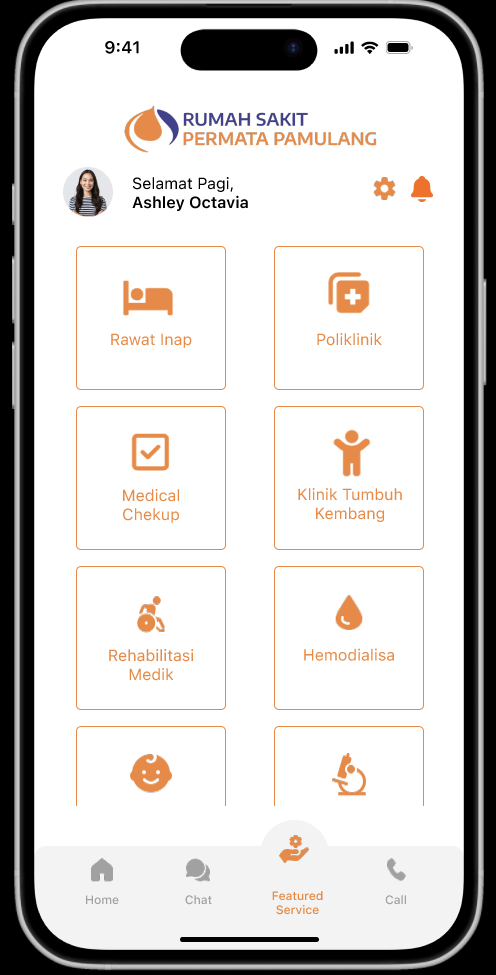 9:41
RUMAH SAKIT
PERMATA PAMULANG
Selamat Pagi,
Ashley Octavia
Rawat Inap
Poliklinik
Medical
Chekup
Klinik Tumbuh
Kembang
Rehabilitasi
Medik
Hemodialisa
Home
Chat
Featured
Service
Call